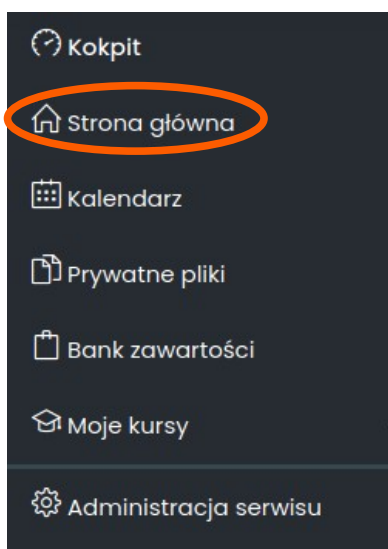 Kokpit
Strona główna
Kalendarz
Prywatne pliki
Bank zawartości
Moje kursy
Administracja serwisu